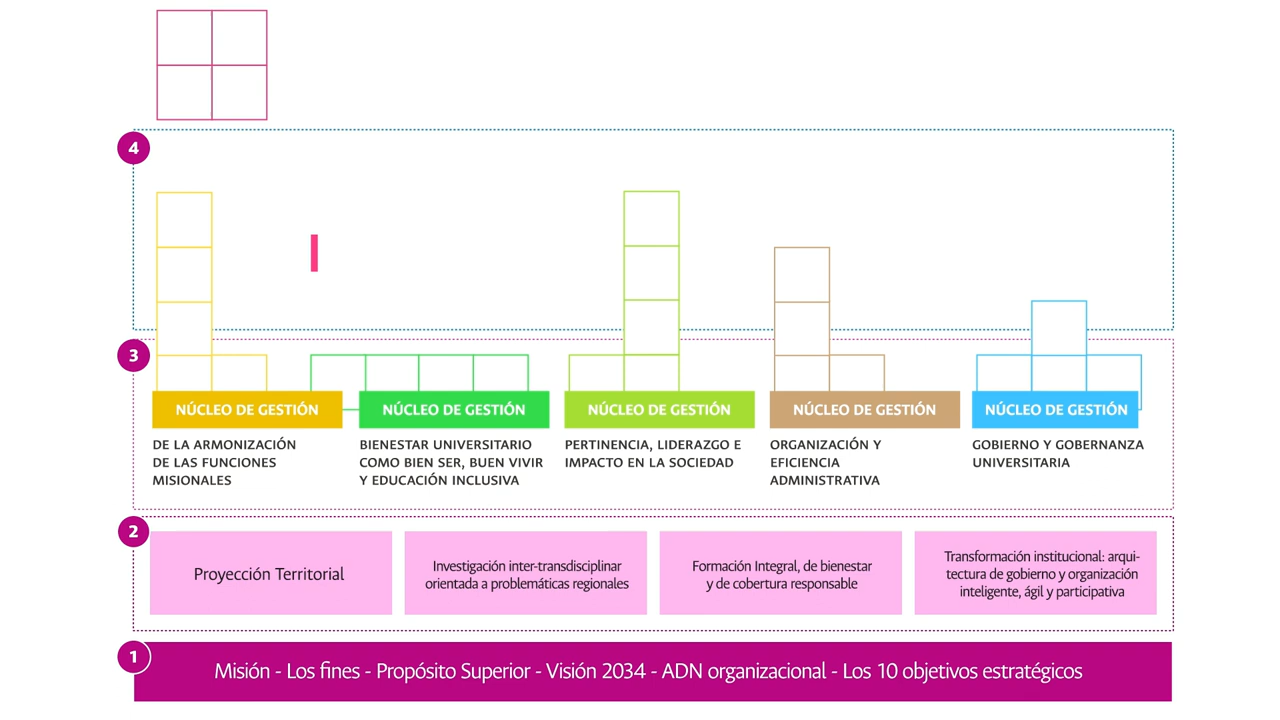 4
3
NÚCLEO DE GESTIÓN
DE LA ARMONIZACIÓN
DE LAS FUNCIONES
MISIONALES
NÚCLEO DE GESTIÓN
BIENESTAR UNIVERSITARIO
COMO BIEN SER, BUEN VIVIR
Y EDUCACIÓN INCLUSIVA
NÚCLEO DE GESTIÓN
PERTINENCIA, LIDERAZGO E
IMPACTO EN LA SOCIEDAD
NÚCLEO DE GESTIÓN
ORGANIZACIÓN Y
EFICIENCIA
ADMINISTRATIVA
NÚCLEO DE GESTIÓN
GOBIERNO Y GOBERNANZA
UNIVERSITARIA
2
Proyección Territorial
Investigación inter-transdisciplinar
orientada a problemáticas regionales
Formación Integral, de bienestar
y de cobertura responsable
Transformación institucional: arqui-
tectura de gobierno y organización
inteligente, ágil y participativa
1
Misión - Los fines - Propósito Superior - Visión 2034 - ADN organizacional - Los 10 objetivos estratégicos